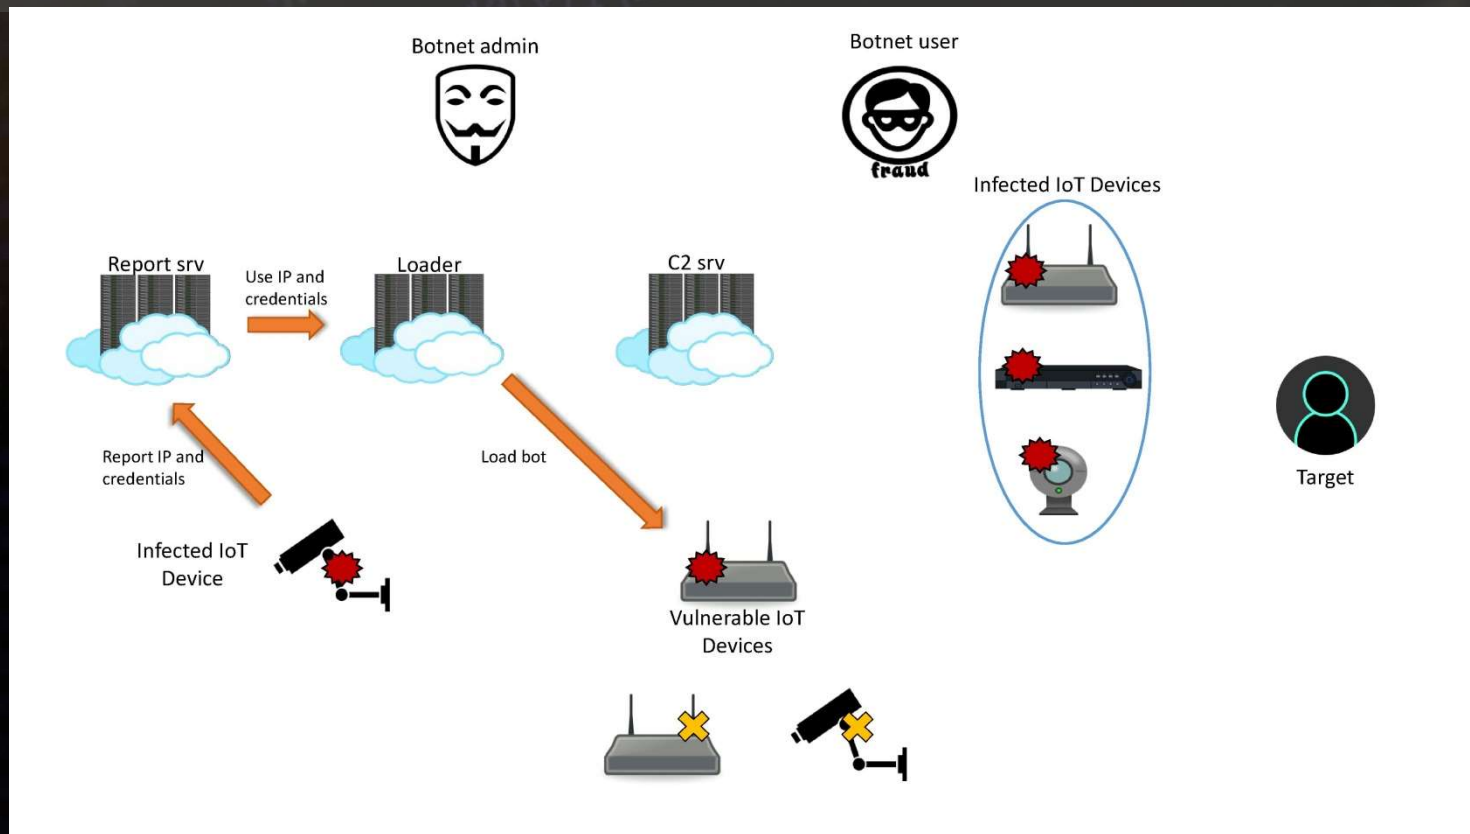 Botnet admin
Botnet user
fraud
Infected IoT Devices
Report srv
Use IP and
credentials
Loader
C2 srv
Report IP and
credentials
Load bot
Target
Infected IoT
Device
Vulnerable IoT
Devices